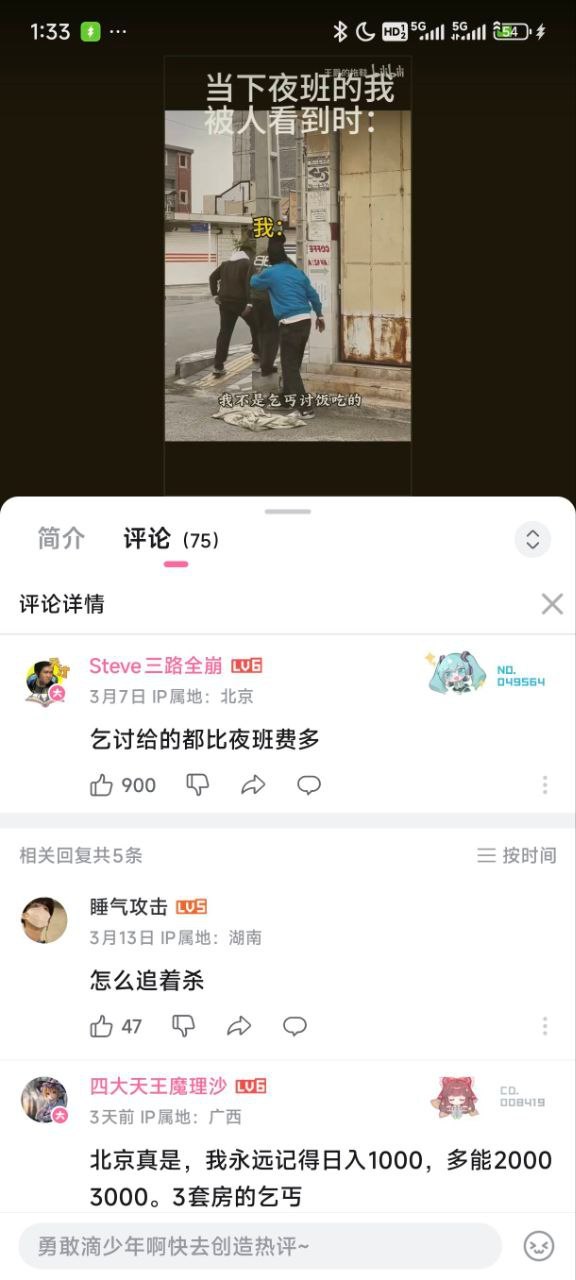 1:33 ··· HD 1 2 5G 5G 54
bilibili
当下夜班的我
被人看到时：
我：
COFFE
我不是乞丐讨饭吃的
简介 评论 (75)
评论详情
Steve三路全崩 LV6
NO.
049564
3月7日 IP属地：北京
乞讨给的都比夜班费多
900
相关回复共5条 按时间
睡气攻击 LV5
3月13日 IP属地：湖南
怎么追着杀
47
四大天王魔理沙 LV6
CD.
008419
3天前 IP属地：广西
北京真是，我永远记得日入1000，多能2000
3000。3套房的乞丐
勇敢滴少年啊快去创造热评~